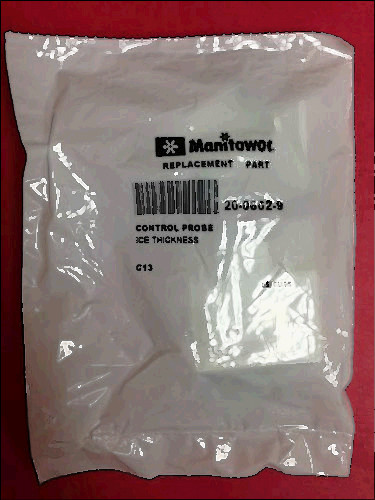 Manitowoc
REPLACEMENT PART
20-0602-9
CONTROL PROBE
ICE THICKNESS
C13